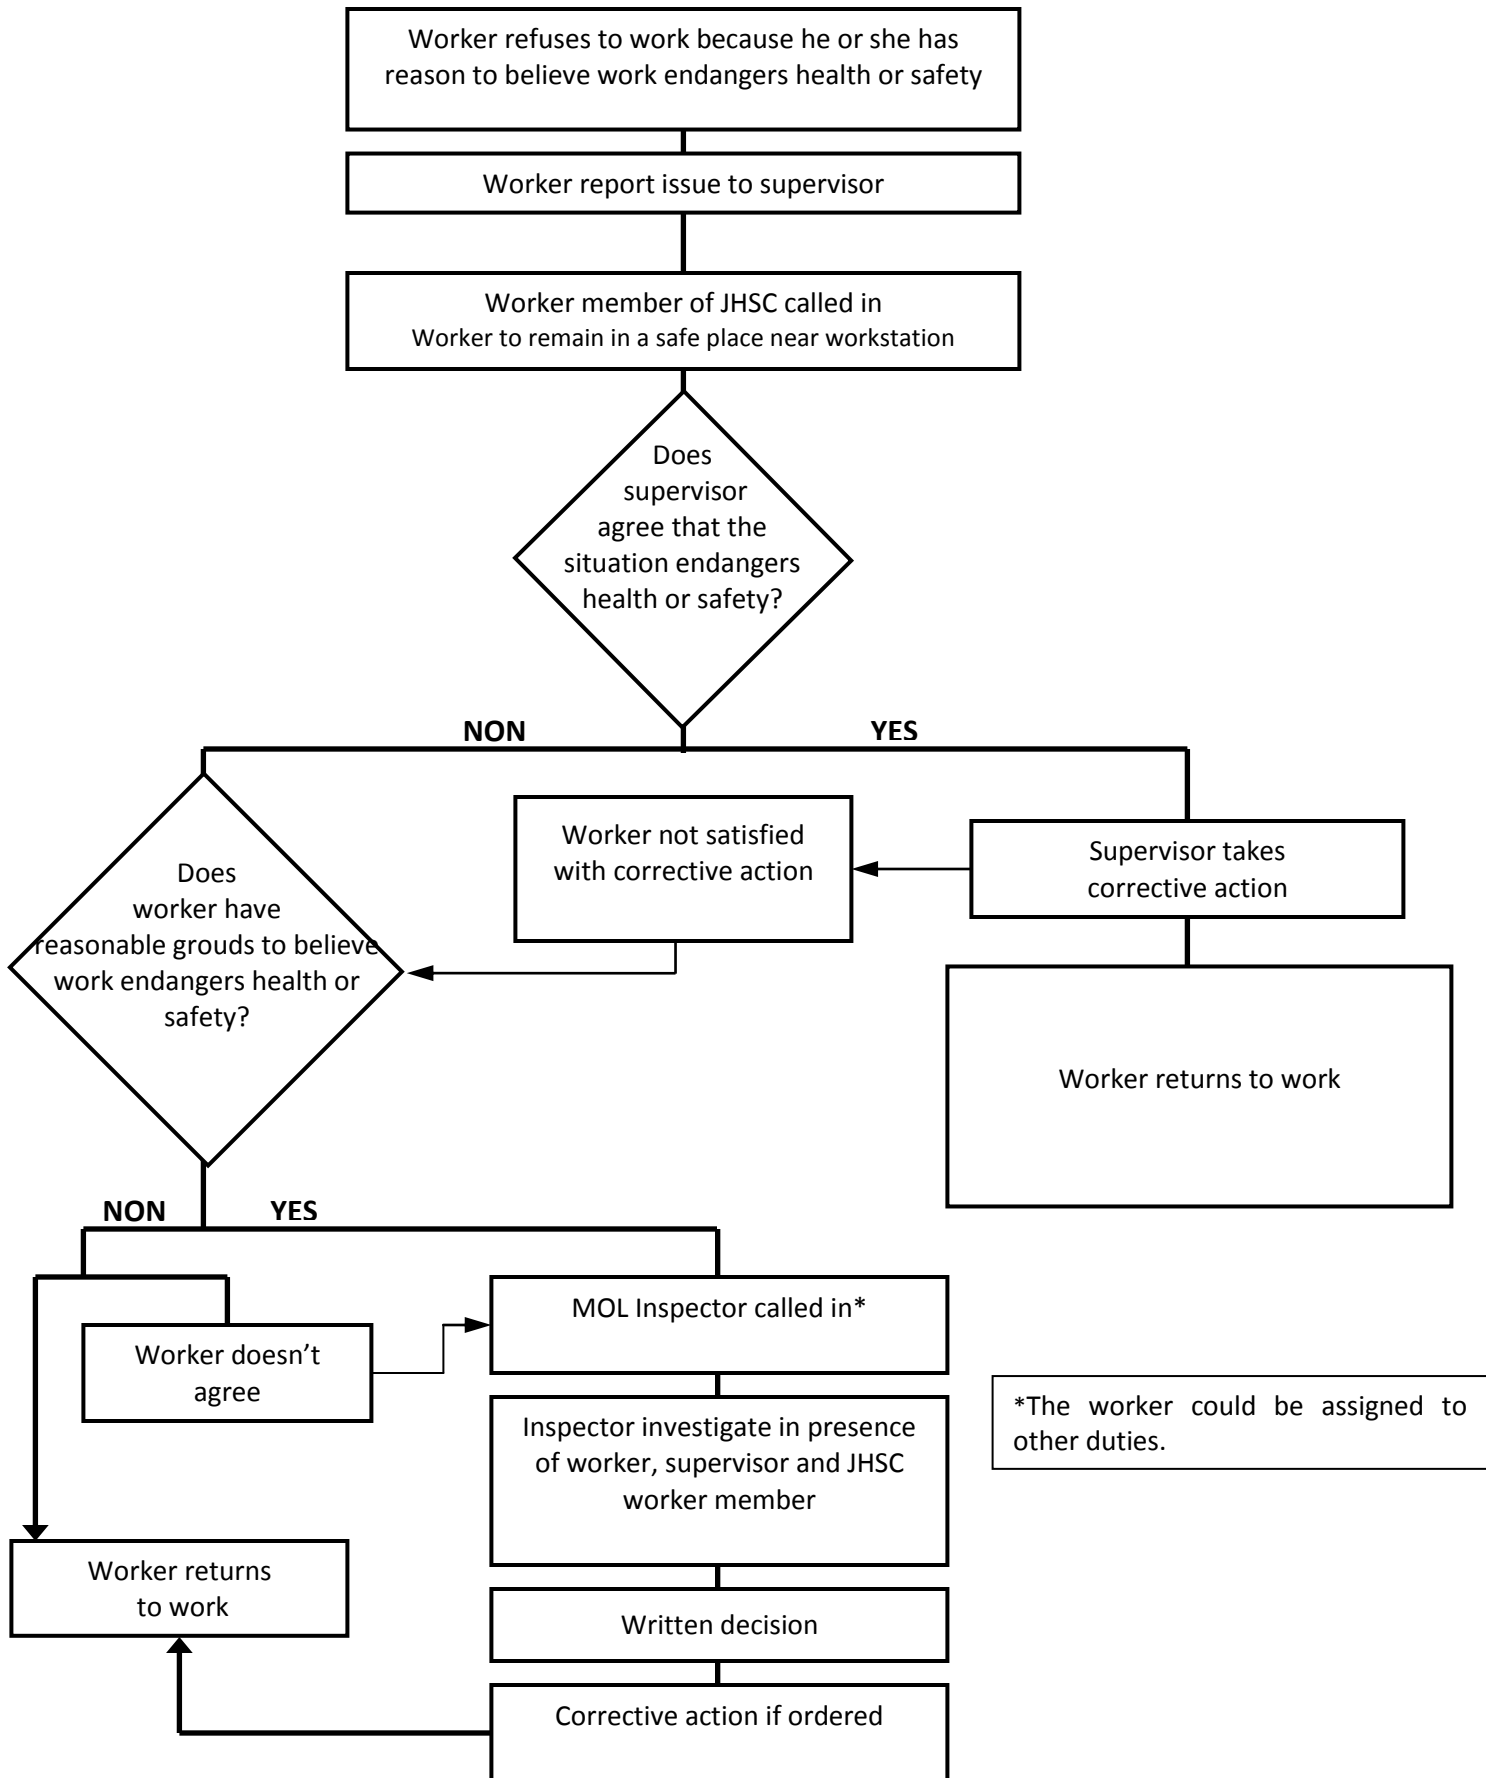 Worker refuses to work because he or she has
reason to believe work endangers health or safety
Worker report issue to supervisor
Worker member of JHSC called in
Worker to remain in a safe place near workstation
Does
supervisor
agree that the
situation endangers
health or safety?
NON
YES
Worker not satisfied
with corrective action
Supervisor takes
corrective action
Does
worker have
reasonable grouds to believe
work endangers health or
safety?
Worker returns to work
NON
YES
MOL Inspector called in*
Worker doesn't
agree
*The worker could be assigned to
other duties.
Inspector investigate in presence
of worker, supervisor and JHSC
worker member
Worker returns
to work
Written decision
Corrective action if ordered